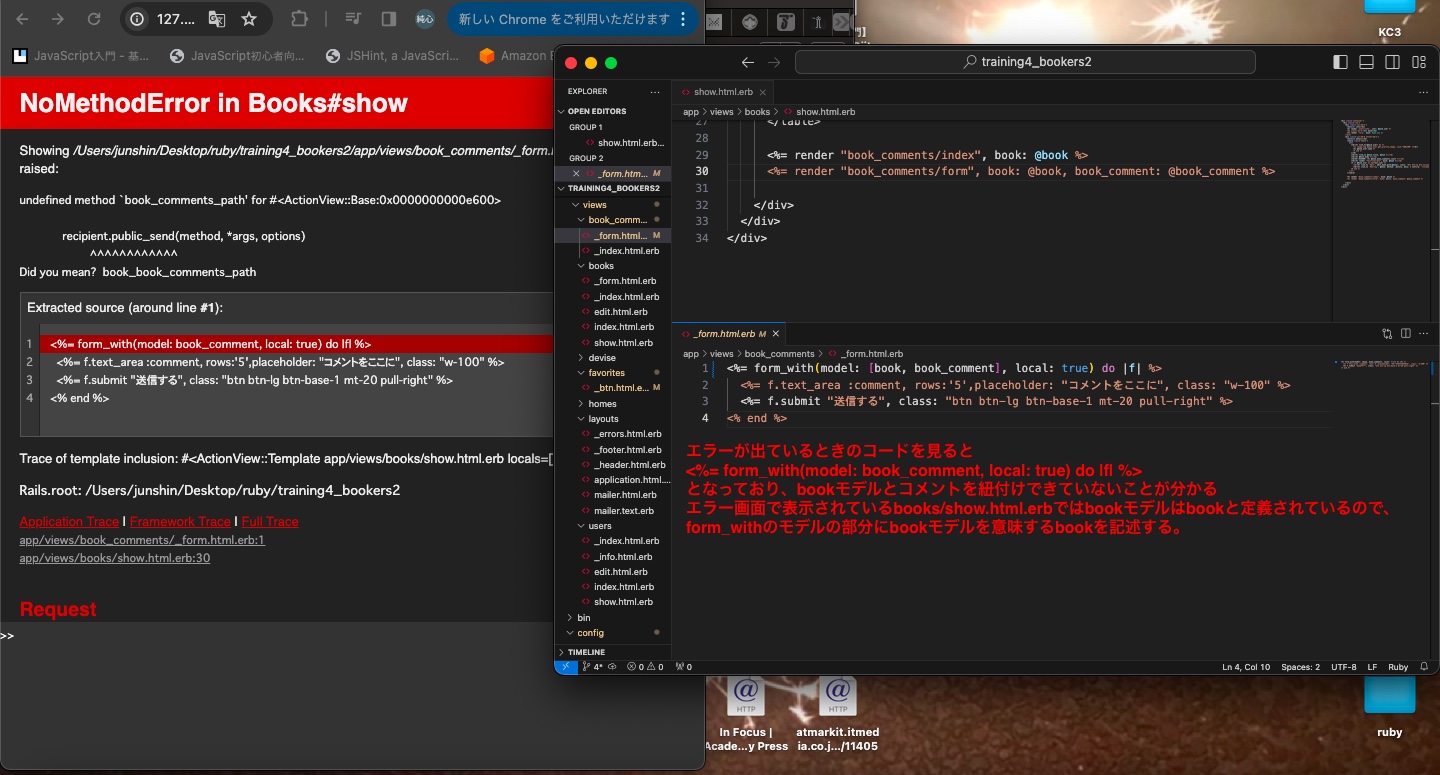 127....
新しい Chrome をご利用いただけます
JavaScript入門 - 基...
JavaScript初心者向...
JSHint, a JavaScri...
Amazon
NoMethodError in Books#show
Showing /Users/junshin/Desktop/ruby/training4_bookers2/app/views/book_comments/_form.
raised:
undefined method `book_comments_path' for #<ActionView::Base:0x0000000000e600>
recipient.public_send(method, *args, options)
^^^^^^^^^^^^
Did you mean? book_book_comments_path
Extracted source (around line #1):
1 <%= form_with(model: book_comment, local: true) do |f| %>
2 <%= f.text_area :comment, rows:'5',placeholder: "コメントをここに", class: "w-100" %>
3 <%= f.submit "送信する", class: "btn btn-lg btn-base-1 mt-20 pull-right" %>
4 <% end %>
Trace of template inclusion: #<ActionView::Template app/views/books/show.html.erb locals=[
Rails.root: /Users/junshin/Desktop/ruby/training4_bookers2
Application Trace | Framework Trace | Full Trace
app/views/book_comments/_form.html.erb:1
app/views/books/show.html.erb:30
Request
>>
training4_bookers2
EXPLORER ...
OPEN EDITORS
GROUP 1
show.html.erb...
GROUP 2
_form.htm... M
TRAINING4_BOOKERS2
views
book_comm...
_form.html... M
_index.html.erb
books
_form.html.erb
_index.html.erb
edit.html.erb
index.html.erb
show.html.erb
devise
favorites
_btn.html.e... M
homes
layouts
_errors.html.erb
_footer.html.erb
_header.html.erb
application.html....
mailer.html.erb
mailer.text.erb
users
_index.html.erb
_info.html.erb
edit.html.erb
index.html.erb
show.html.erb
bin
config
TIMELINE
show.html.erb
app > views > books > show.html.erb
27 </table>
28
29 <%= render "book_comments/index", book: @book %>
30 <%= render "book_comments/form", book: @book, book_comment: @book_comment %>
31
32 </div>
33 </div>
34 </div>
_form.html.erb M
app > views > book_comments > _form.html.erb
1 <%= form_with(model: [book, book_comment], local: true) do |f| %>
2 <%= f.text_area :comment, rows:'5',placeholder: "コメントをここに", class: "w-100" %>
3 <%= f.submit "送信する", class: "btn btn-lg btn-base-1 mt-20 pull-right" %>
4 <% end %>
エラーが出ているときのコードを見ると
<%= form_with(model: book_comment, local: true) do |f| %>
となっており、bookモデルとコメントを紐付けできていないことが分かる
エラー画面で表示されているbooks/show.html.erbではbookモデルはbookと定義されているので、
form_withのモデルの部分にbookモデルを意味するbookを記述する。
4* 0 0 0
Ln 4, Col 10 Spaces: 2 UTF-8 LF Ruby
KC3
HTTP
In Focus |
Acade...y Press
HTTP
atmarkit.itmed
ia.co.j.../11405
ruby